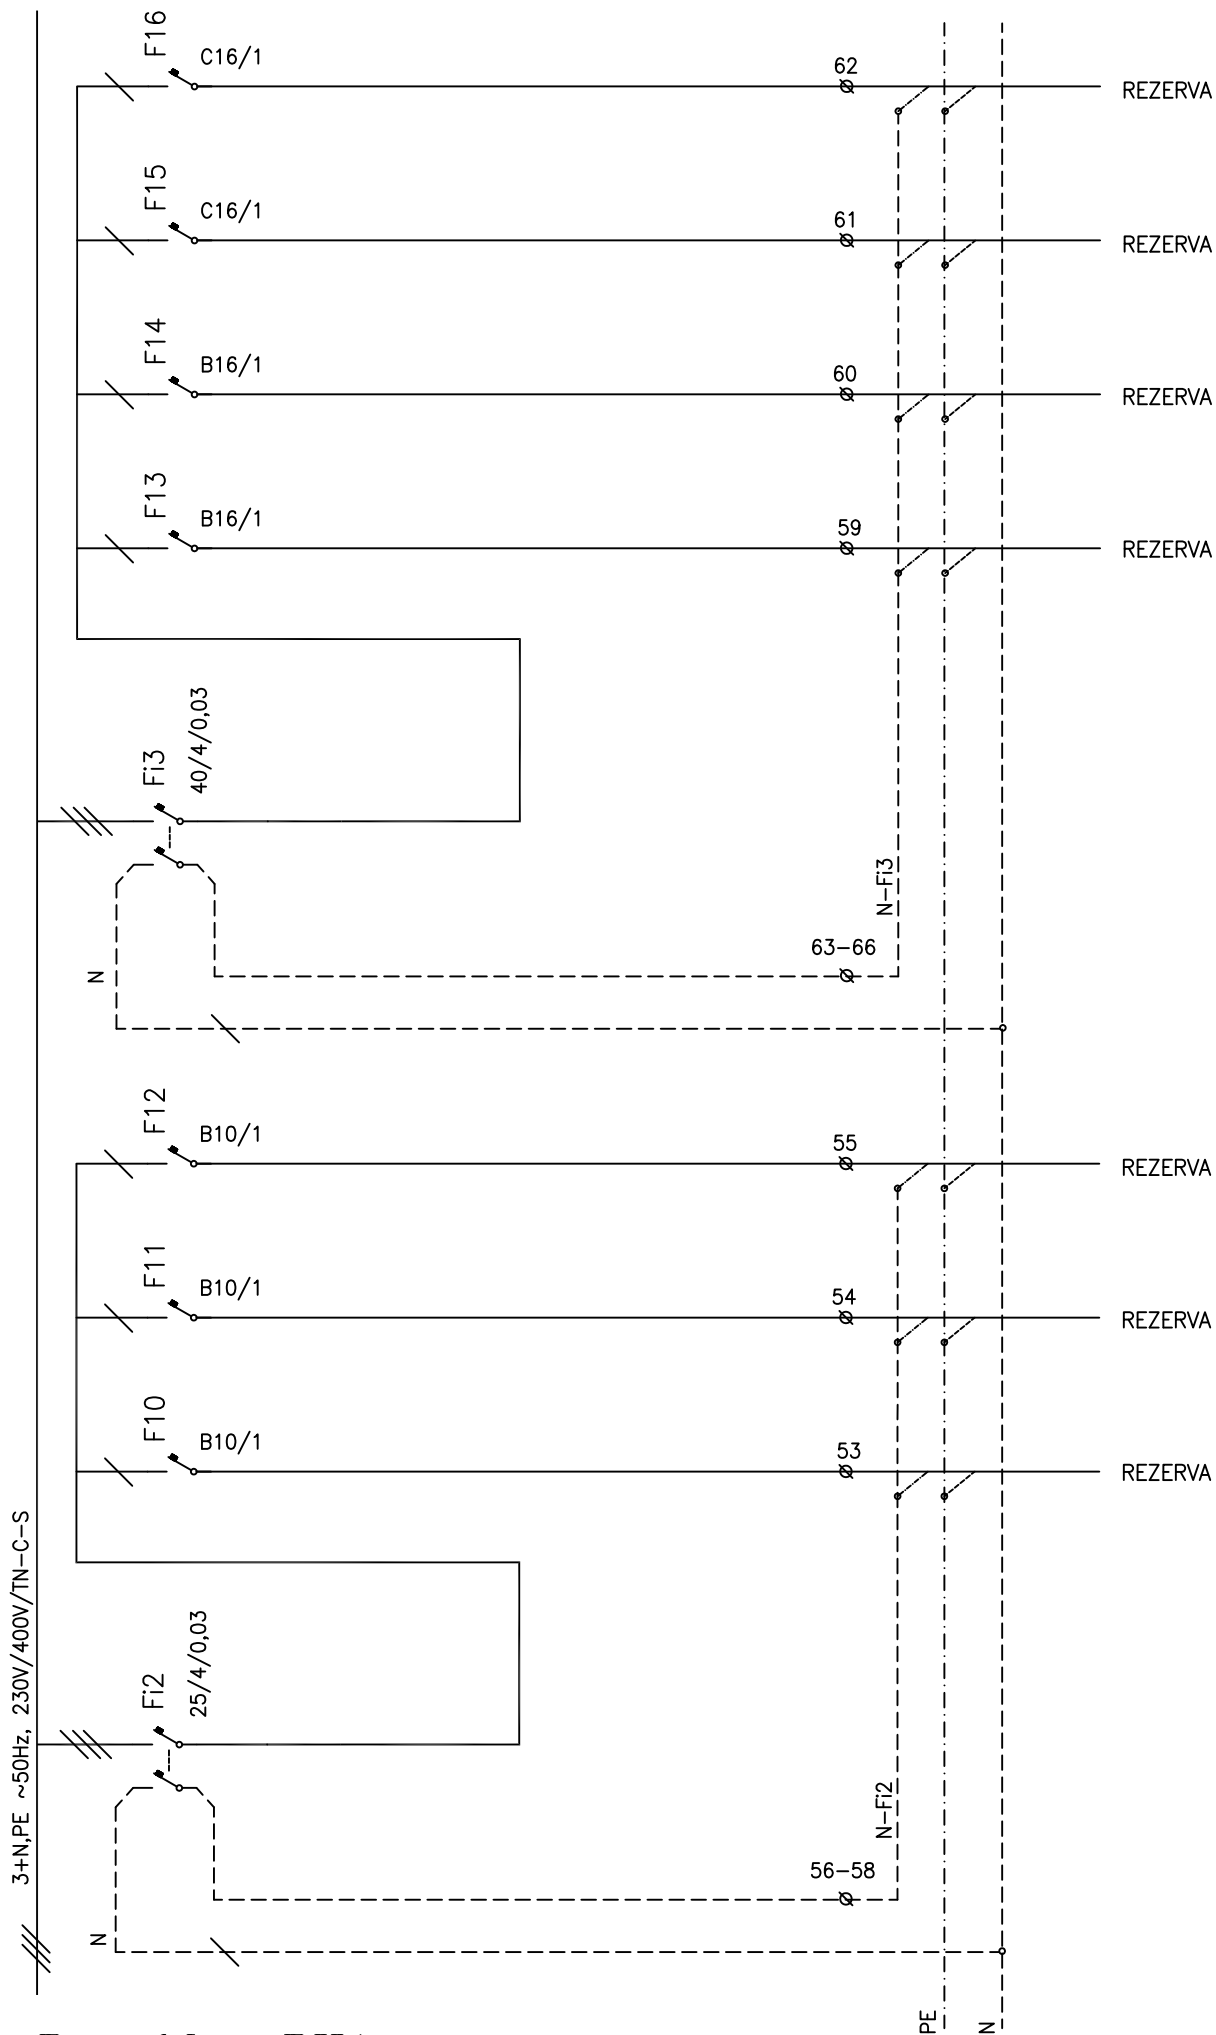 F16
C16/1
62
REZERVA
F15
C16/1
61
REZERVA
F14
B16/1
60
REZERVA
F13
B16/1
59
REZERVA
Fi3
40/4/0,03
N-Fi3
63-66
N
F12
B10/1
55
REZERVA
F11
B10/1
54
REZERVA
F10
B10/1
53
REZERVA
3+N,PE ~50Hz, 230V/400V/TN-C-S
Fi2
25/4/0,03
N-Fi2
56-58
N
PE
N